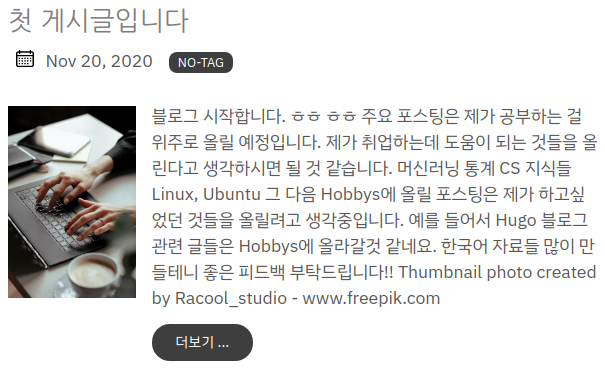 첫 게시글입니다
Nov 20, 2020 NO-TAG
블로그 시작합니다. ㅎㅎ ㅎㅎ 주요 포스팅은 제가 공부하는 걸
위주로 올릴 예정입니다. 제가 취업하는데 도움이 되는 것들을 올
린다고 생각하시면 될 것 같습니다. 머신러닝 통계 CS 지식들
Linux, Ubuntu 그 다음 Hobbys에 올릴 포스팅은 제가 하고싶
었던 것들을 올릴려고 생각중입니다. 예를 들어서 Hugo 블로그
관련 글들은 Hobbys에 올라갈것 같네요. 한국어 자료들 많이 만
들테니 좋은 피드백 부탁드립니다!! Thumbnail photo created
by Racool_studio - www.freepik.com
더보기 ...